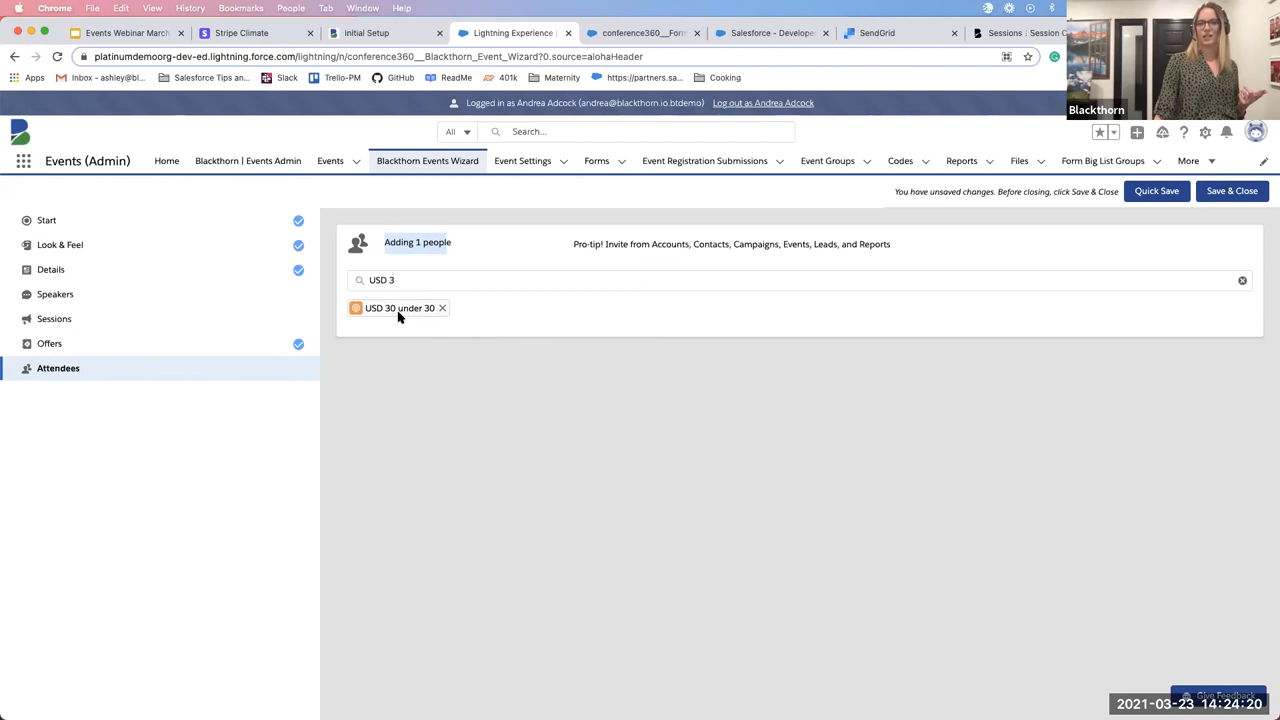 Chrome File Edit View History Bookmarks People Tab Window Help
Events Webinar March
Stripe Climate
Initial Setup
Lightning Experience
conference360__Form
Salesforce - Develope
SendGrid
Sessions : Session
platinumdemoorg-dev-ed.lightning.force.com/lightning/n/conference360__Blackthorn_Event_Wizard?0.source=alohaHeader
Apps Inbox - ashley@bl... Salesforce Tips an... Slack Trello-PM GitHub ReadMe 401k Maternity https://partners.sa... Cooking
Blackthorn
Logged in as Andrea Adcock (andrea@blackthorn.io.btdemo) Log out as Andrea Adcock
All Search...
Events (Admin) Home Blackthorn | Events Admin Events Blackthorn Events Wizard Event Settings Forms Event Registration Submissions Event Groups Codes Reports Files Form Big List Groups More
You have unsaved changes. Before closing, click Save & Close Quick Save Save & Close
Start
Look & Feel
Details
Speakers
Sessions
Offers
Attendees
Adding 1 people
Pro-tip! Invite from Accounts, Contacts, Campaigns, Events, Leads, and Reports
USD 3
USD 30 under 30
Give Feedback
2021-03-23 14:24:20